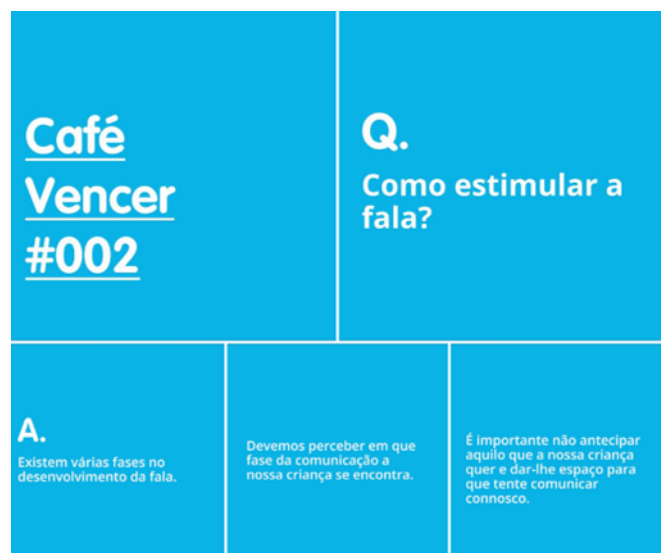 Café
Vencer
#002
Q.
Como estimular a
fala?
A.
Existem várias fases no
desenvolvimento da fala.
Devemos perceber em que
fase da comunicação a
nossa criança se encontra.
É importante não antecipar
aquilo que a nossa criança
quer e dar-lhe espaço para
que tente comunicar
connosco.